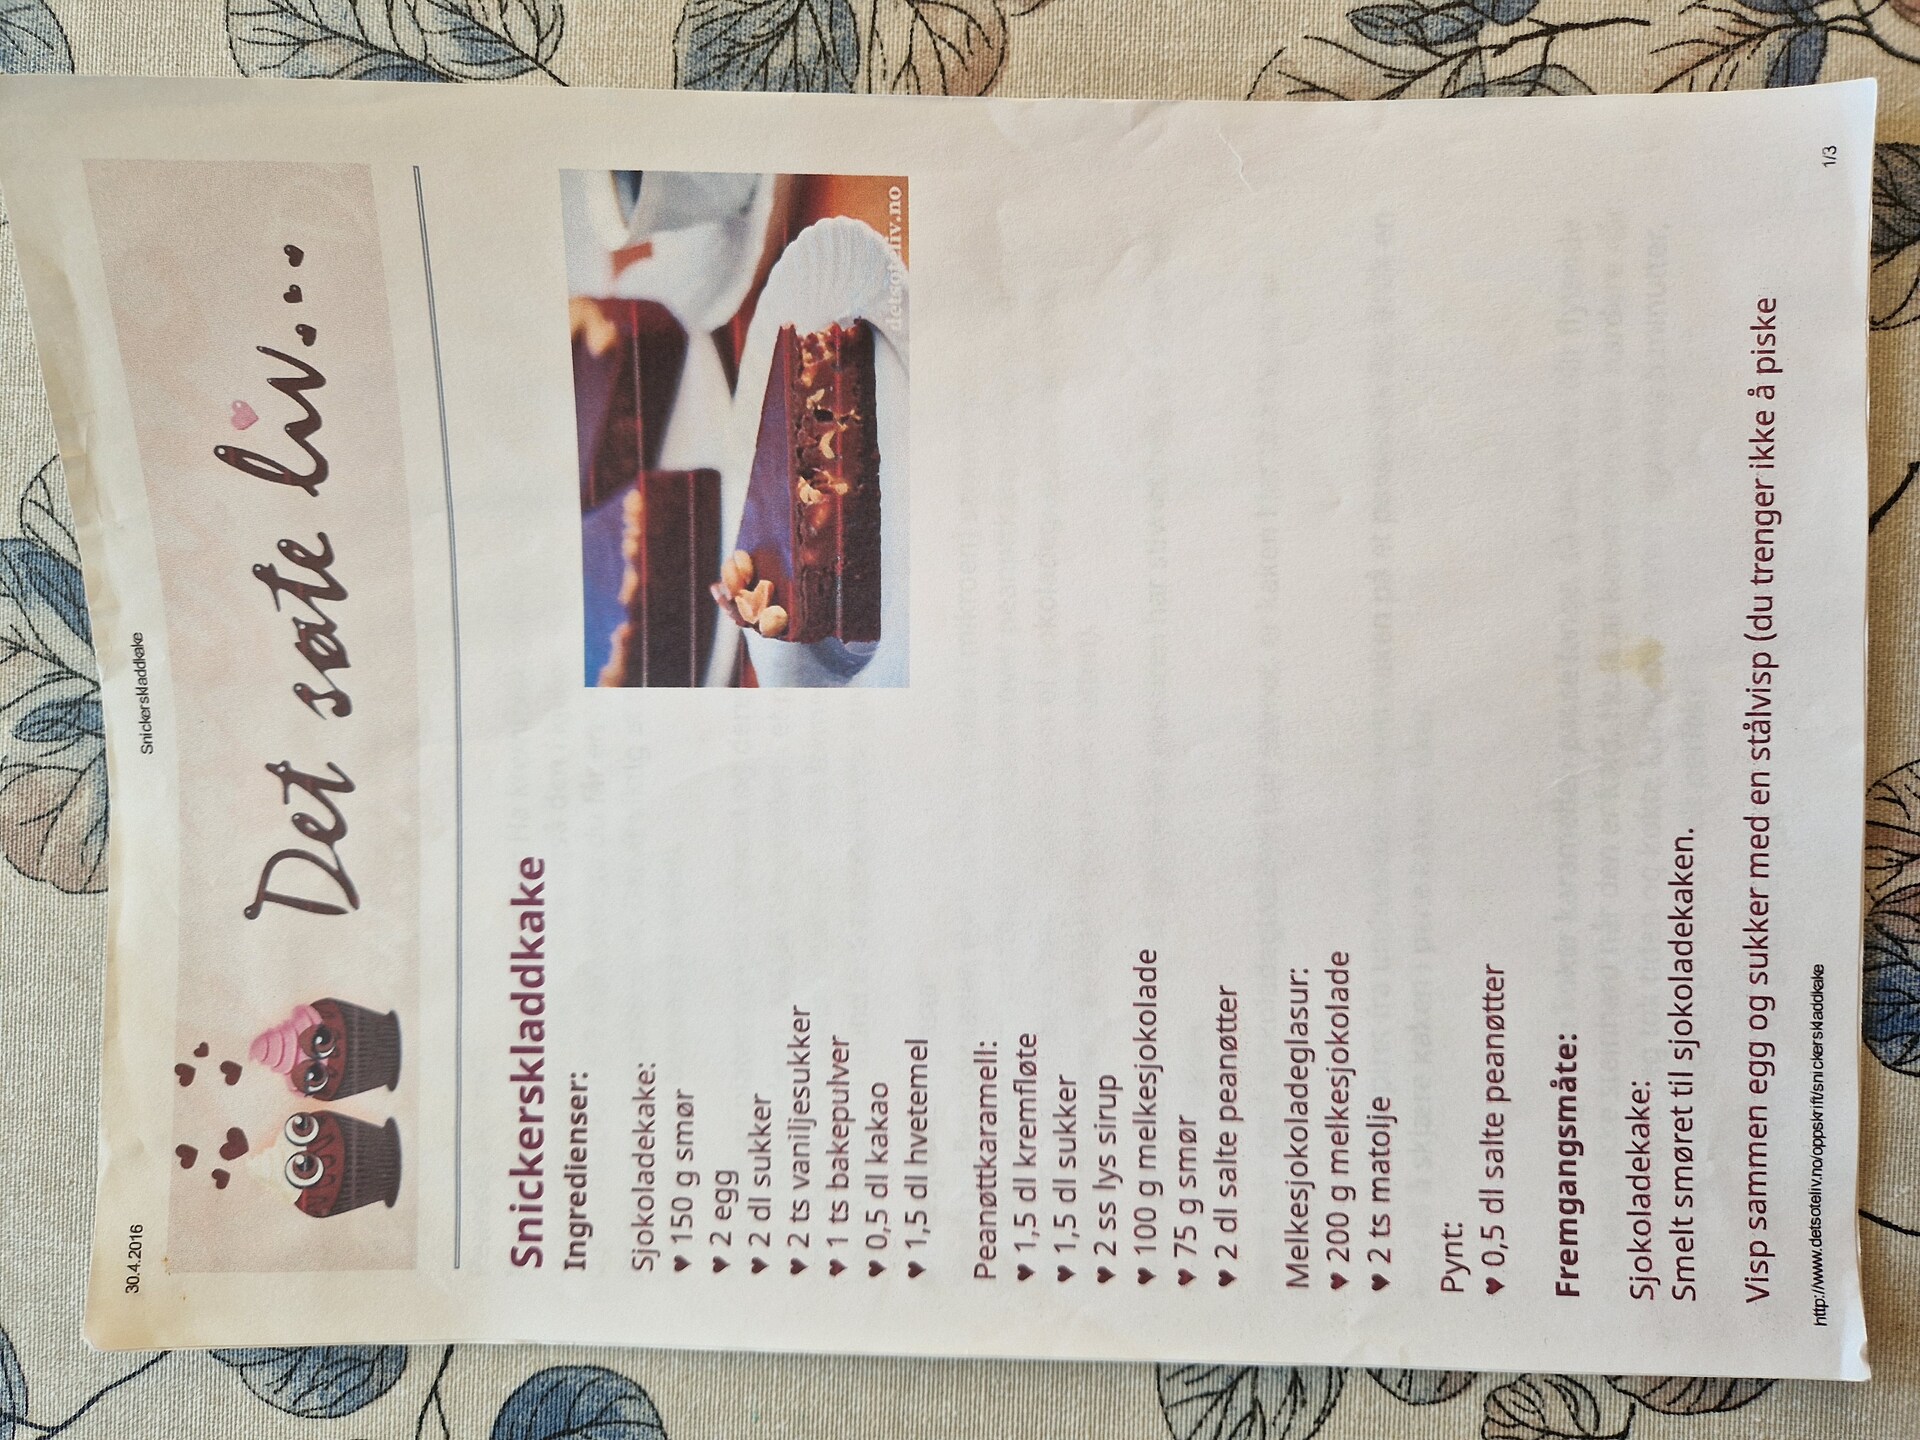 30.4.2016
Snickerskladdkake
Det søte liv...
Snickerskladdkake
Ingredienser:
Sjokoladekake:
♥ 150 g smør
♥ 2 egg
♥ 2 dl sukker
♥ 2 ts vaniljesukker
♥ 1 ts bakepulver
♥ 0,5 dl kakao
♥ 1,5 dl hvetemel
detsoteliv.no
Peanøttkaramell:
♥ 1,5 dl kremfløte
♥ 1,5 dl sukker
♥ 2 ss lys sirup
♥ 100 g melkesjokolade
♥ 75 g smør
♥ 2 dl salte peanøtter
Melkesjokoladeglasur:
♥ 200 g melkesjokolade
♥ 2 ts matolje
Pynt:
♥ 0,5 dl salte peanøtter
Fremgangsmåte:
Sjokoladekake:
Smelt smøret til sjokoladekaken.
Visp sammen egg og sukker med en stålvisp (du trenger ikke å piske
http://www.detsoteliv.no/oppskrift/snickerskladdkake
1/3